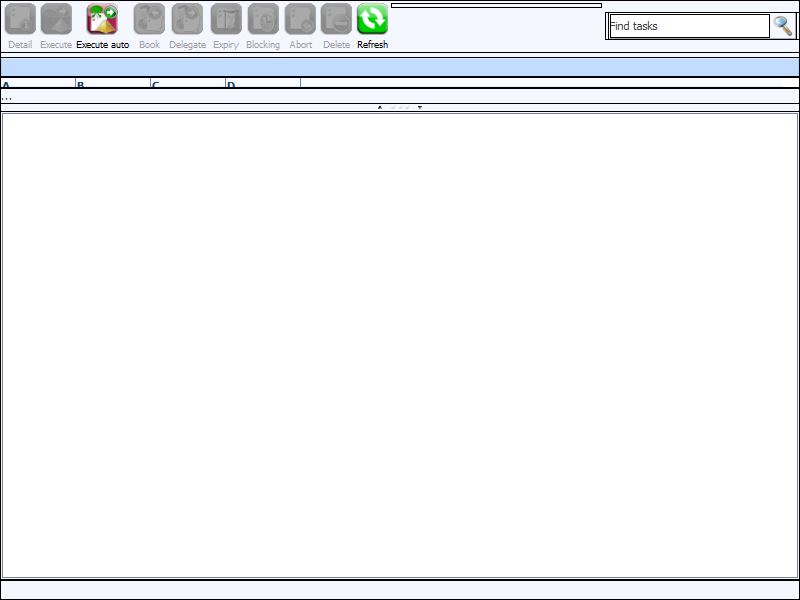 Detail Execute Execute auto Book Delegate Expiry Blocking Abort Delete Refresh
Find tasks
A B C D
...